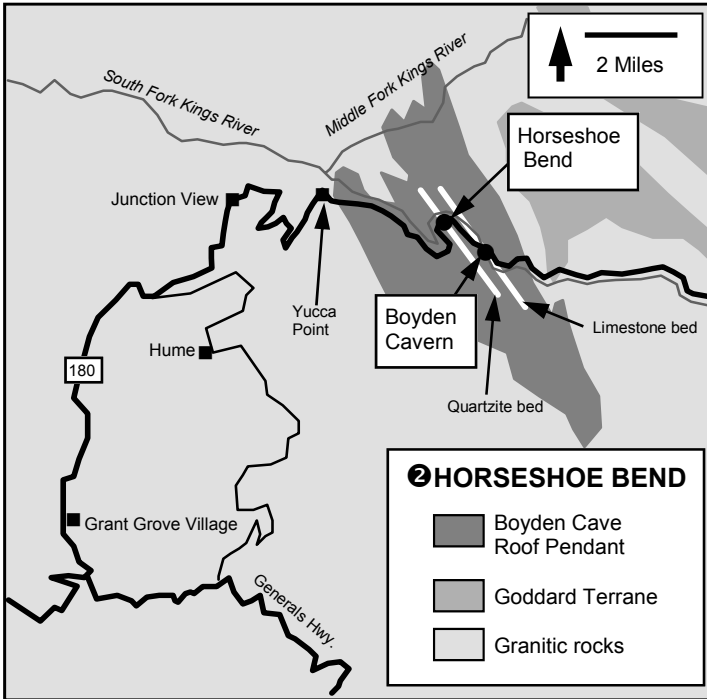 South Fork Kings River
Middle Fork Kings River
2 Miles
Horseshoe
Bend
Junction View
Yucca
Point
Boyden
Cavern
Limestone bed
Hume
180
Quartzite bed
Grant Grove Village
Generals Hwy.
❷HORSESHOE BEND
Boyden Cave
Roof Pendant
Goddard Terrane
Granitic rocks